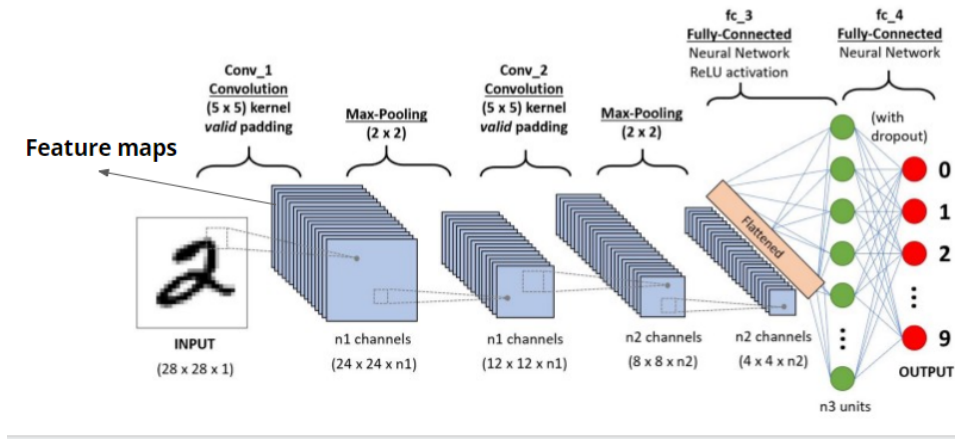 fc_3
Fully-Connected
Neural Network
ReLU activation
fc_4
Fully-Connected
Neural Network
Conv_1
Convolution
(5 x 5) kernel
valid padding
Max-Pooling
(2 x 2)
Conv_2
Convolution
(5 x 5) kernel
valid padding
Max-Pooling
(2 x 2)
(with
dropout)
Feature maps
Flattened
0
1
2
9
INPUT
(28 x 28 x 1)
n1 channels
(24 x 24 x n1)
n1 channels
(12 x 12 x n1)
n2 channels
(8 x 8 x n2)
n2 channels
(4 x 4 x n2)
OUTPUT
n3 units
2